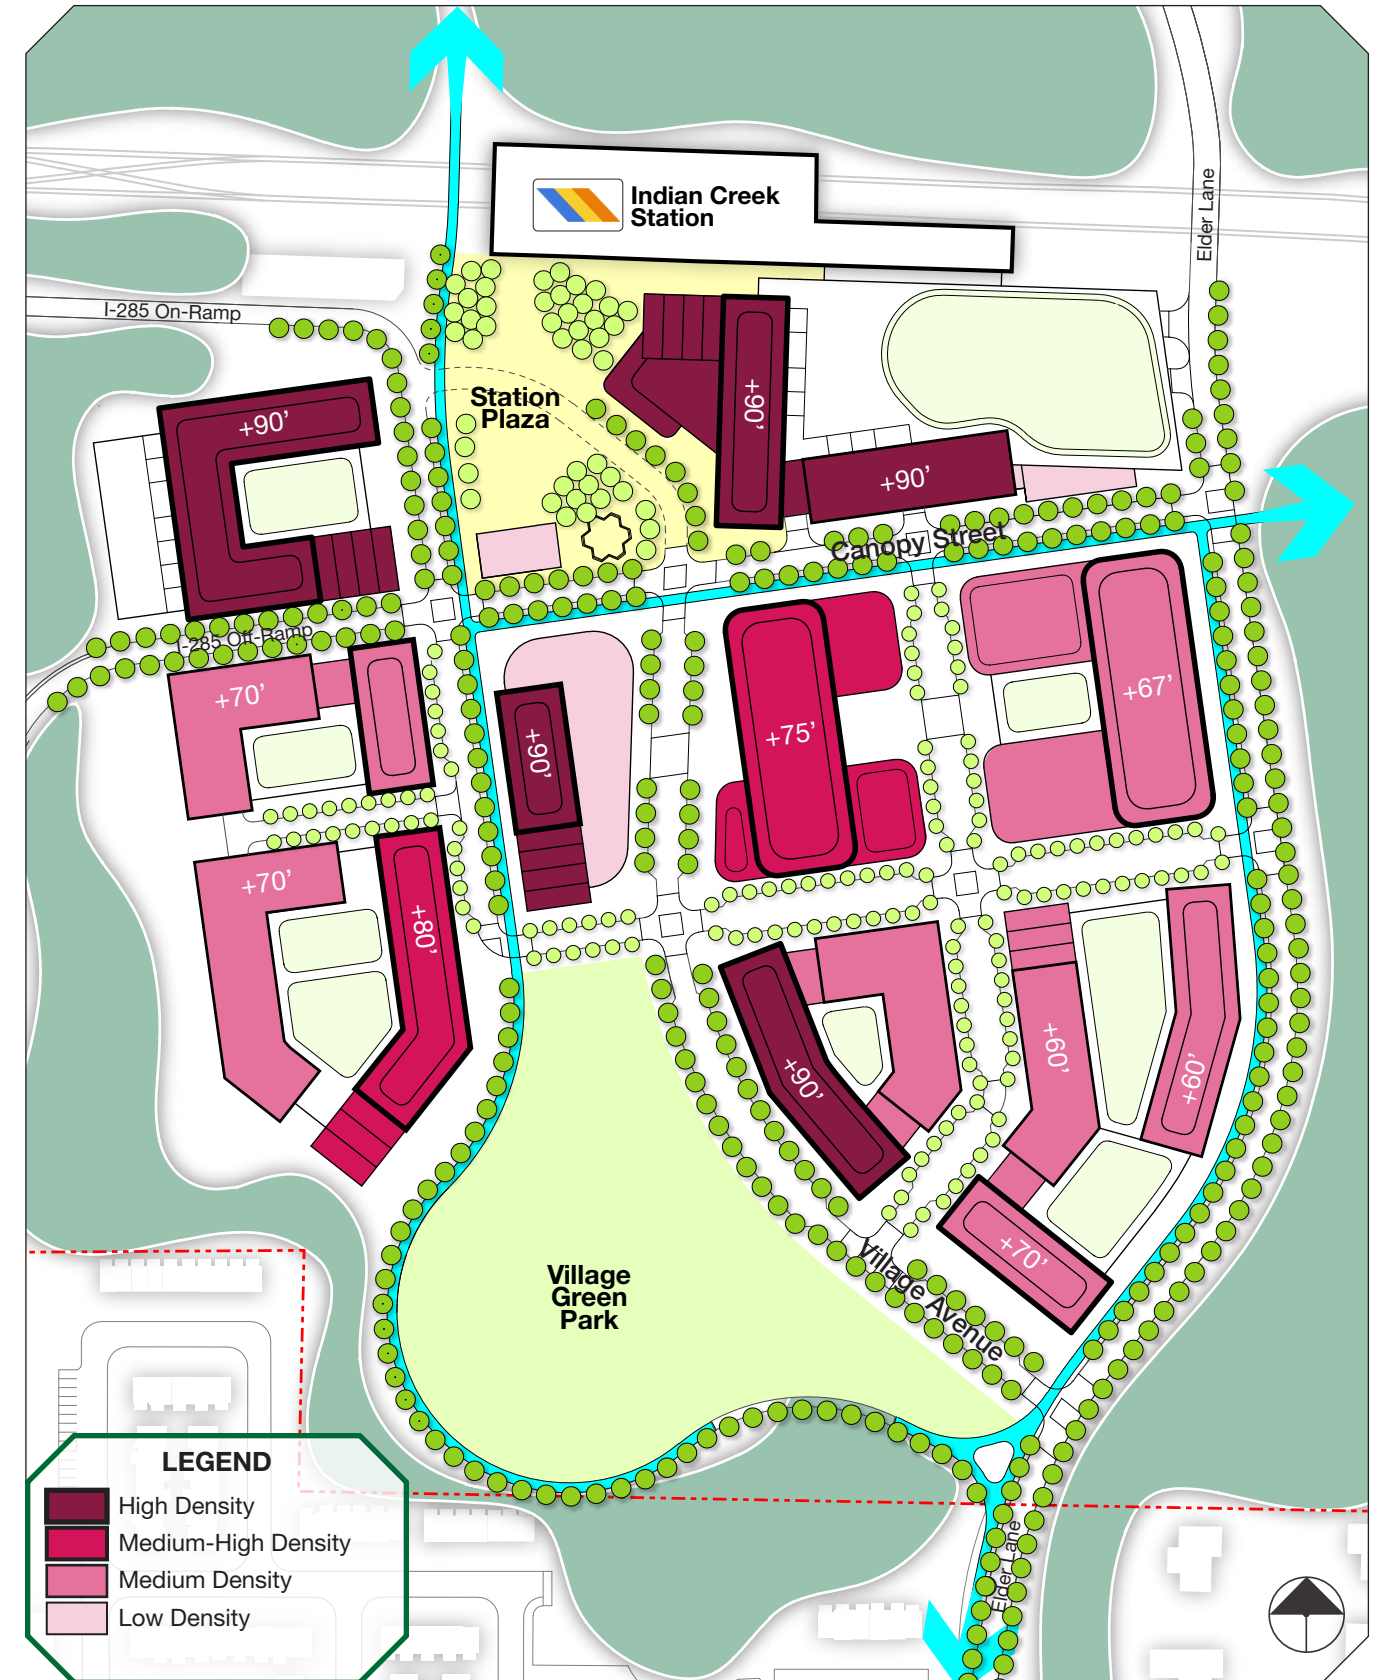 Indian Creek
Station
Elder Lane
I-285 On-Ramp
Station
Plaza
+90’
+90’
+90’
Canopy Street
I-285 Off-Ramp
+70’
+67’
+75’
+90’
+70’
+80’
+60’
+60’
+90’
+70’
Village Avenue
Village
Green
Park
LEGEND
High Density
Medium-High Density
Medium Density
Low Density
Elder Lane